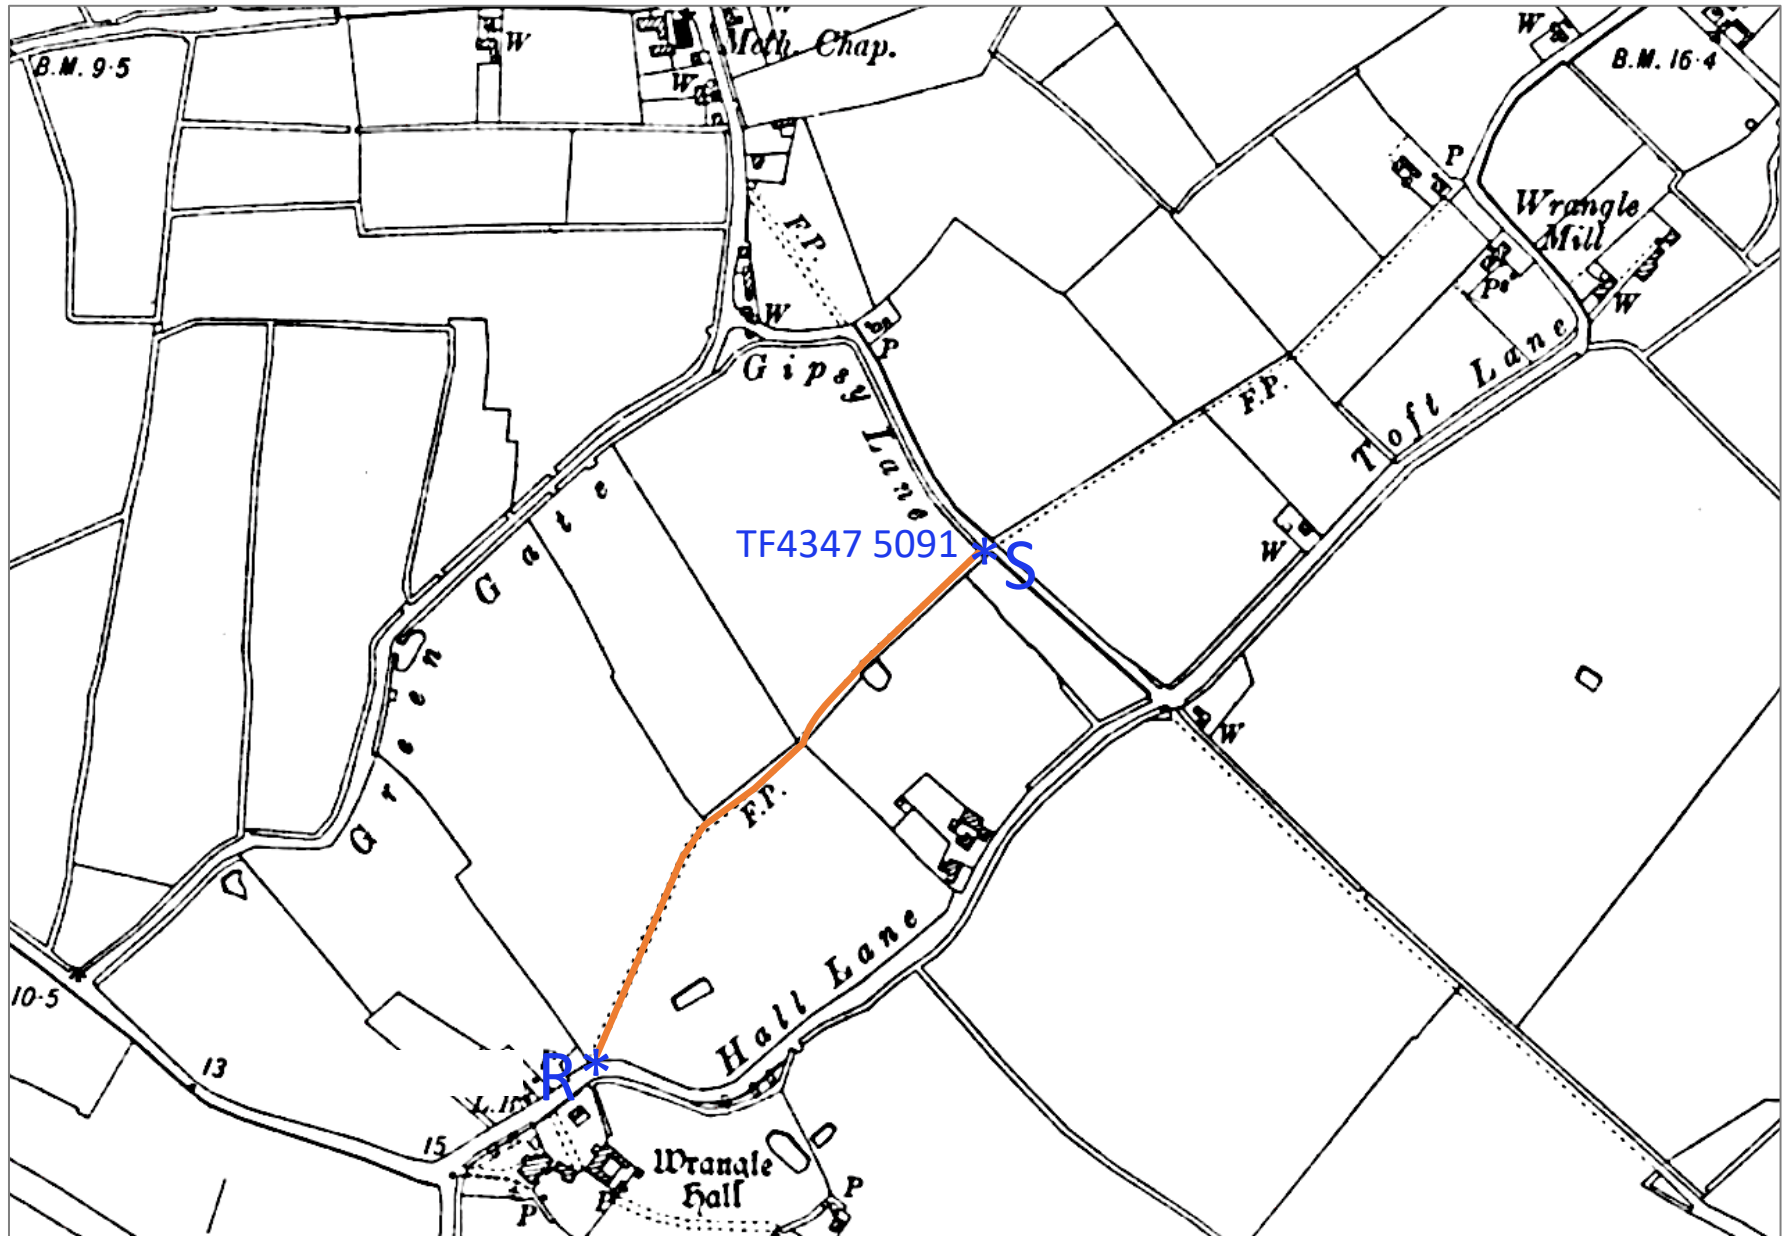 B.M. 9·5
W
Meth. Chap.
W
W
B.M. 16·4
F.P.
P
Wrangle
Mill
Ps
W
W
P
Gipsy Lane
F.P.
Toft Lane
Green Gate
TF4347 5091 * S
W
W
F.P.
Hall Lane
10·5
13
R *
15
Wrangle
Hall
P
P
P